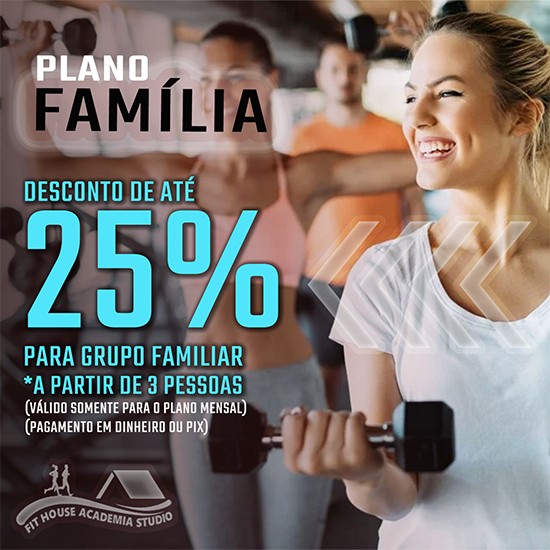 PLANO
FAMÍLIA
DESCONTO DE ATÉ
25%
PARA GRUPO FAMILIAR
*A PARTIR DE 3 PESSOAS
(VÁLIDO SOMENTE PARA O PLANO MENSAL)
(PAGAMENTO EM DINHEIRO OU PIX)
FIT HOUSE ACADEMIA STUDIO